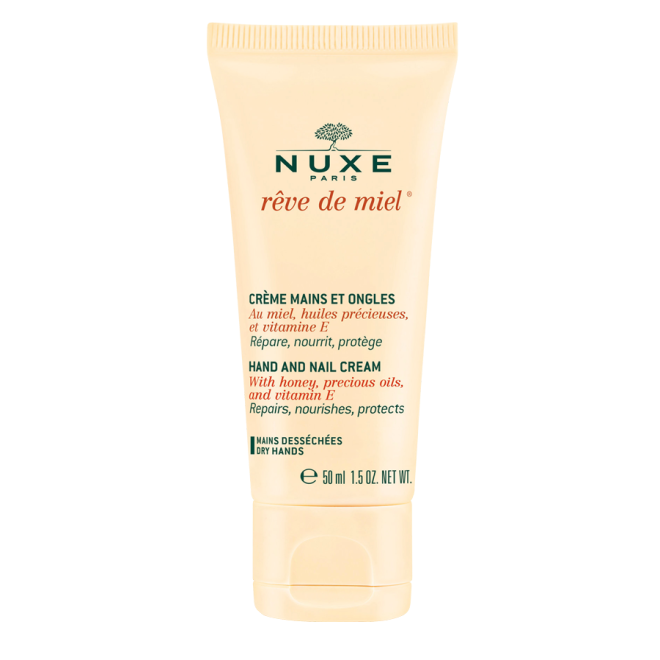 NUXE
PARIS
rêve de miel®
CRÈME MAINS ET ONGLES
Au miel, huiles précieuses,
et vitamine E
Répare, nourrit, protège
HAND AND NAIL CREAM
With honey, precious oils,
and vitamin E
Repairs, nourishes, protects
MAINS DESSÉCHÉES
DRY HANDS
℮ 50 ml 1.5 OZ. NET WT.